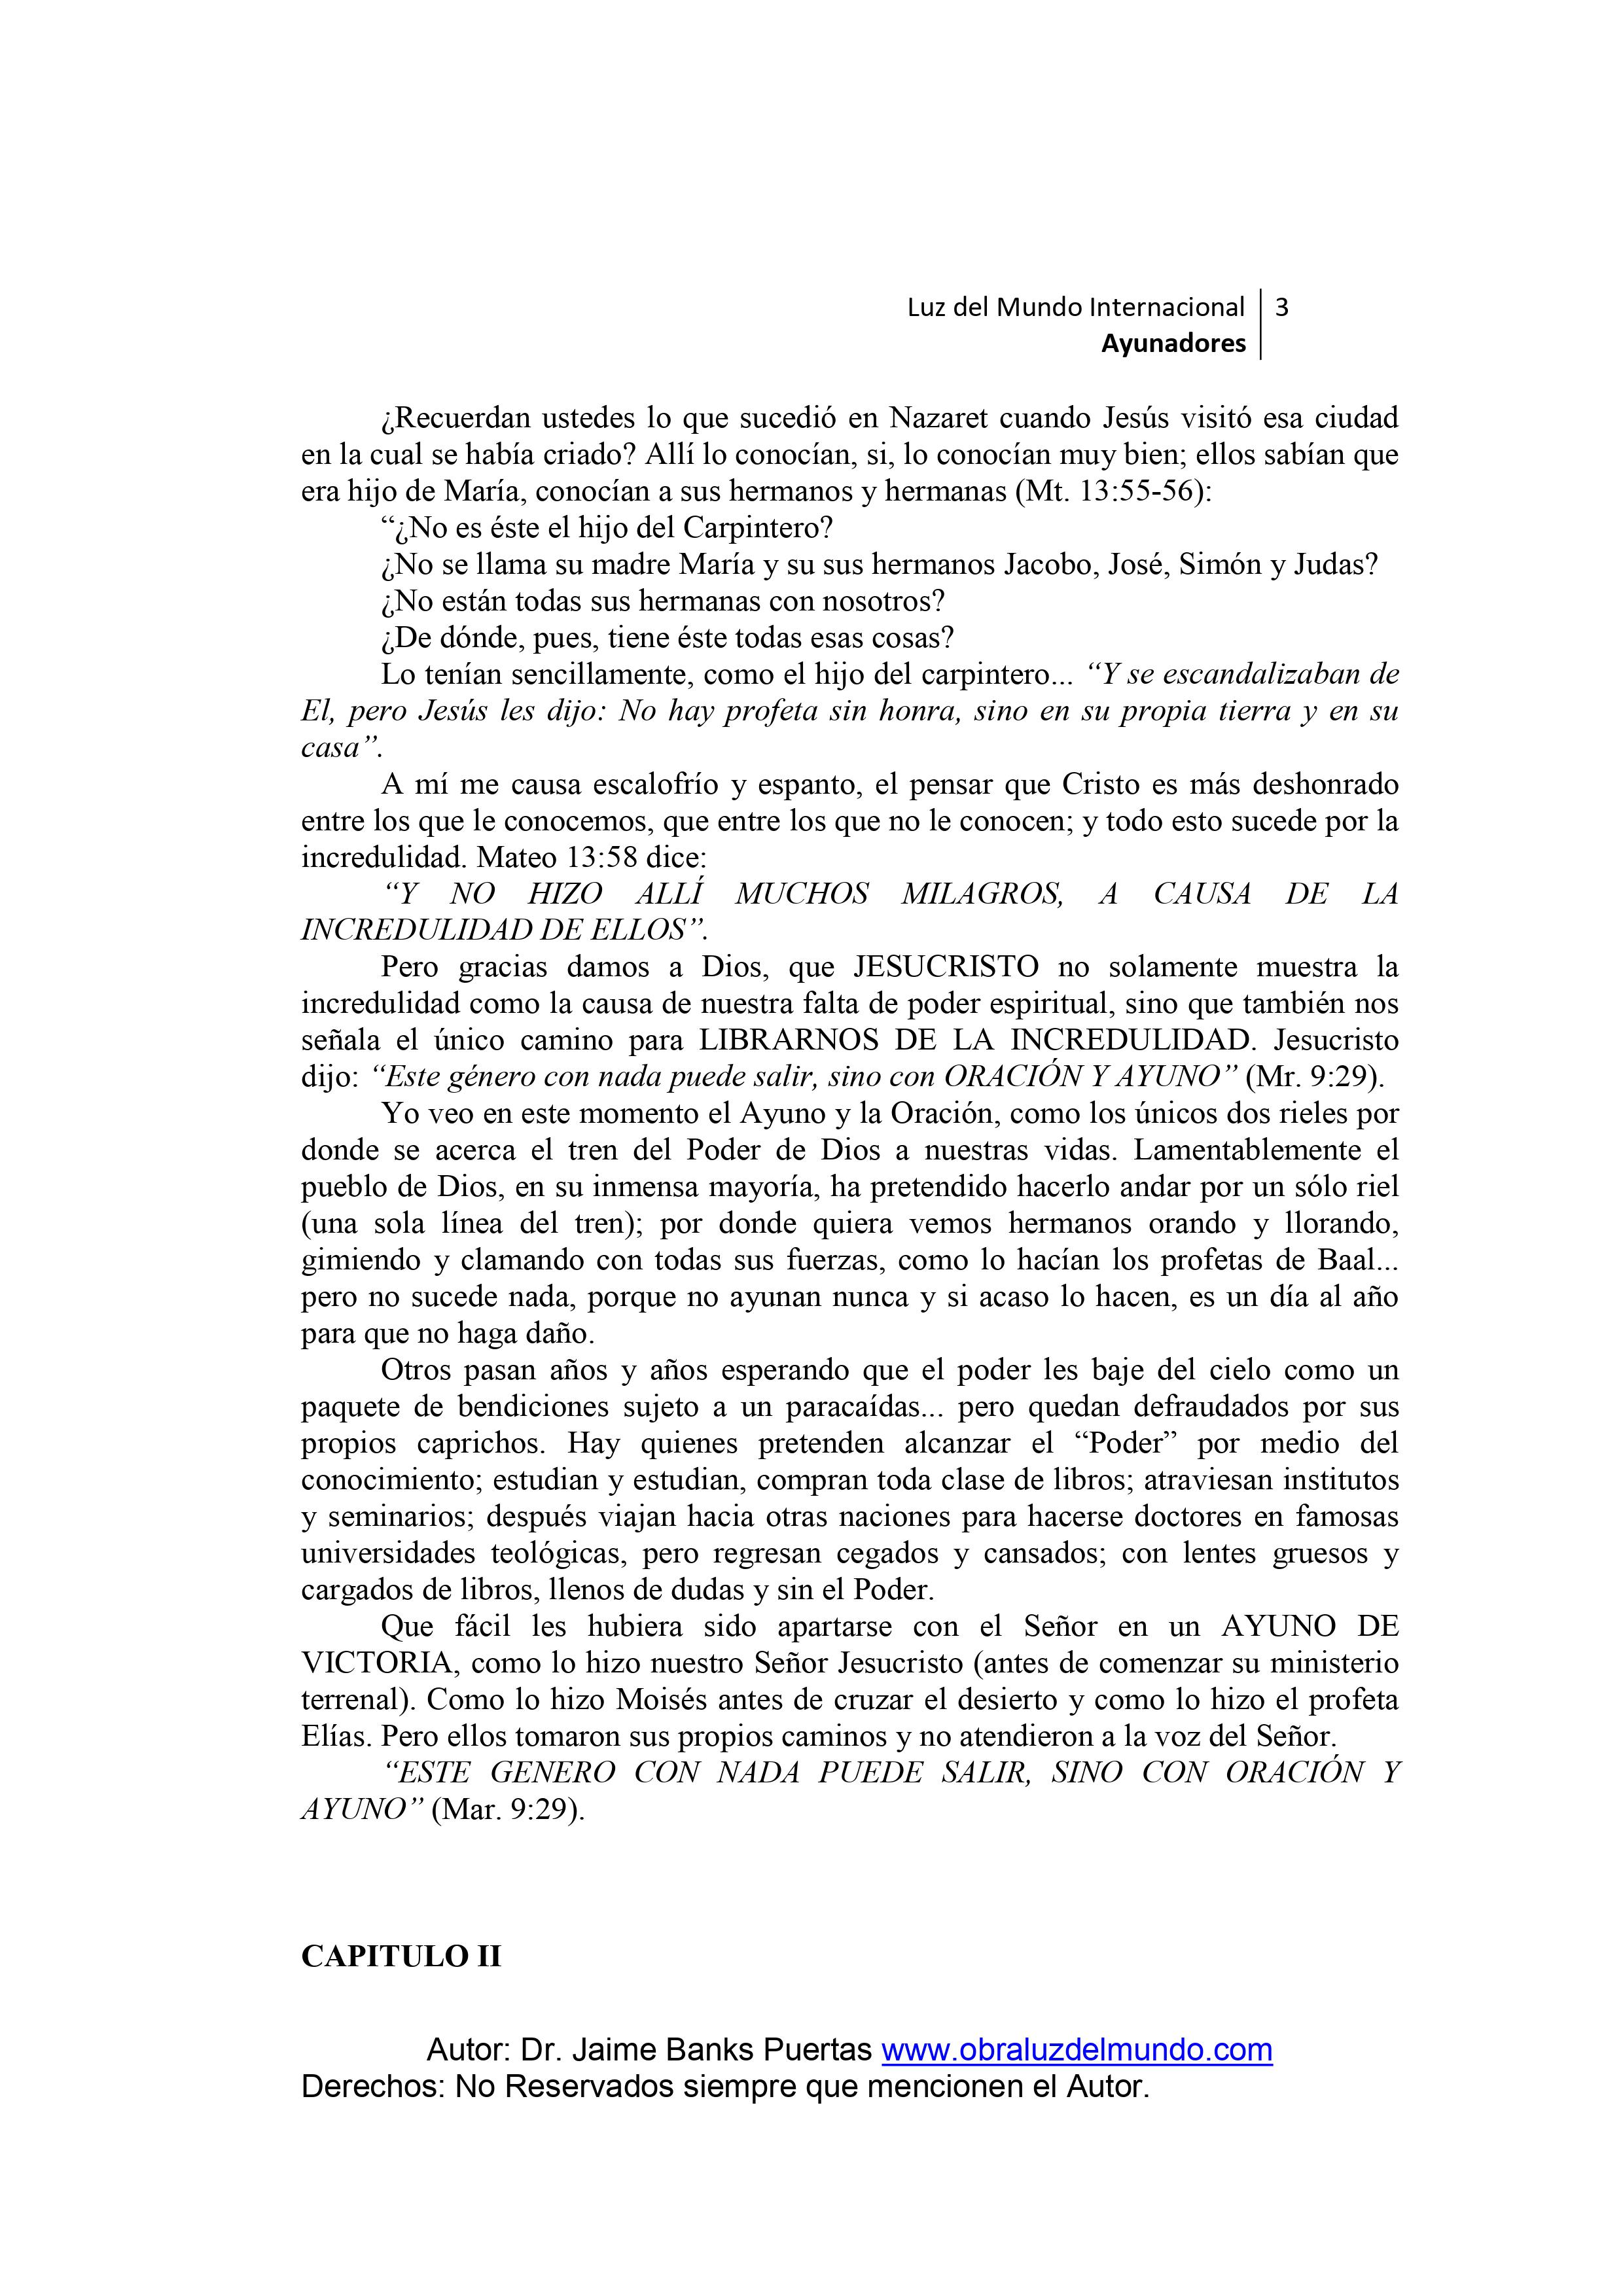 Luz del Mundo Internacional 3
Ayunadores
¿Recuerdan ustedes lo que sucedió en Nazaret cuando Jesús visitó esa ciudad
en la cual se había criado? Allí lo conocían, si, lo conocían muy bien; ellos sabían que
era hijo de María, conocían a sus hermanos y hermanas (Mt. 13:55-56):
“¿No es éste el hijo del Carpintero?
¿No se llama su madre María y su sus hermanos Jacobo, José, Simón y Judas?
¿No están todas sus hermanas con nosotros?
¿De dónde, pues, tiene éste todas esas cosas?
Lo tenían sencillamente, como el hijo del carpintero... “Y se escandalizaban de
El, pero Jesús les dijo: No hay profeta sin honra, sino en su propia tierra y en su
casa”.
A mí me causa escalofrío y espanto, el pensar que Cristo es más deshonrado
entre los que le conocemos, que entre los que no le conocen; y todo esto sucede por la
incredulidad. Mateo 13:58 dice:
“Y NO HIZO ALLÍ MUCHOS MILAGROS, A CAUSA DE LA
INCREDULIDAD DE ELLOS”.
Pero gracias damos a Dios, que JESUCRISTO no solamente muestra la
incredulidad como la causa de nuestra falta de poder espiritual, sino que también nos
señala el único camino para LIBRARNOS DE LA INCREDULIDAD. Jesucristo
dijo: “Este género con nada puede salir, sino con ORACIÓN Y AYUNO” (Mr. 9:29).
Yo veo en este momento el Ayuno y la Oración, como los únicos dos rieles por
donde se acerca el tren del Poder de Dios a nuestras vidas. Lamentablemente el
pueblo de Dios, en su inmensa mayoría, ha pretendido hacerlo andar por un sólo riel
(una sola línea del tren); por donde quiera vemos hermanos orando y llorando,
gimiendo y clamando con todas sus fuerzas, como lo hacían los profetas de Baal...
pero no sucede nada, porque no ayunan nunca y si acaso lo hacen, es un día al año
para que no haga daño.
Otros pasan años y años esperando que el poder les baje del cielo como un
paquete de bendiciones sujeto a un paracaídas... pero quedan defraudados por sus
propios caprichos. Hay quienes pretenden alcanzar el “Poder” por medio del
conocimiento; estudian y estudian, compran toda clase de libros; atraviesan institutos
y seminarios; después viajan hacia otras naciones para hacerse doctores en famosas
universidades teológicas, pero regresan cegados y cansados; con lentes gruesos y
cargados de libros, llenos de dudas y sin el Poder.
Que fácil les hubiera sido apartarse con el Señor en un AYUNO DE
VICTORIA, como lo hizo nuestro Señor Jesucristo (antes de comenzar su ministerio
terrenal). Como lo hizo Moisés antes de cruzar el desierto y como lo hizo el profeta
Elías. Pero ellos tomaron sus propios caminos y no atendieron a la voz del Señor.
“ESTE GENERO CON NADA PUEDE SALIR, SINO CON ORACIÓN Y
AYUNO” (Mar. 9:29).
CAPITULO II
Autor: Dr. Jaime Banks Puertas www.obraluzdelmundo.com
Derechos: No Reservados siempre que mencionen el Autor.